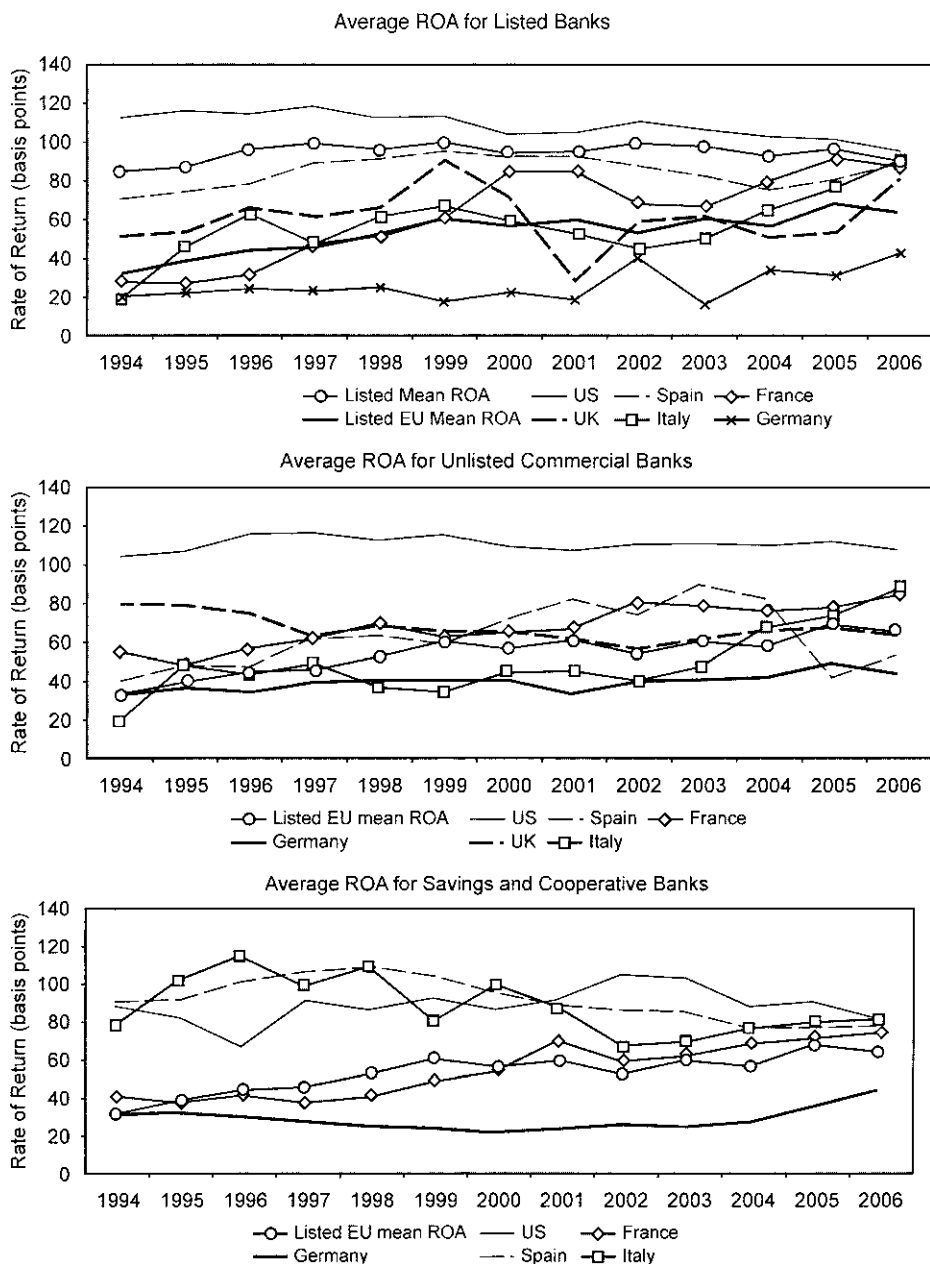 Average ROA for Listed Banks
Rate of Return (basis points)
140
120
100
80
60
40
20
0
1994 1995 1996 1997 1998 1999 2000 2001 2002 2003 2004 2005 2006
Listed Mean ROA US Spain France
Listed EU Mean ROA UK Italy Germany
Average ROA for Unlisted Commercial Banks
Rate of Return (basis points)
140
120
100
80
60
40
20
0
1994 1995 1996 1997 1998 1999 2000 2001 2002 2003 2004 2005 2006
Listed EU mean ROA US Spain France
Germany UK Italy
Average ROA for Savings and Cooperative Banks
Rate of Return (basis points)
140
120
100
80
60
40
20
0
1994 1995 1996 1997 1998 1999 2000 2001 2002 2003 2004 2005 2006
Listed EU mean ROA US France
Germany Spain Italy